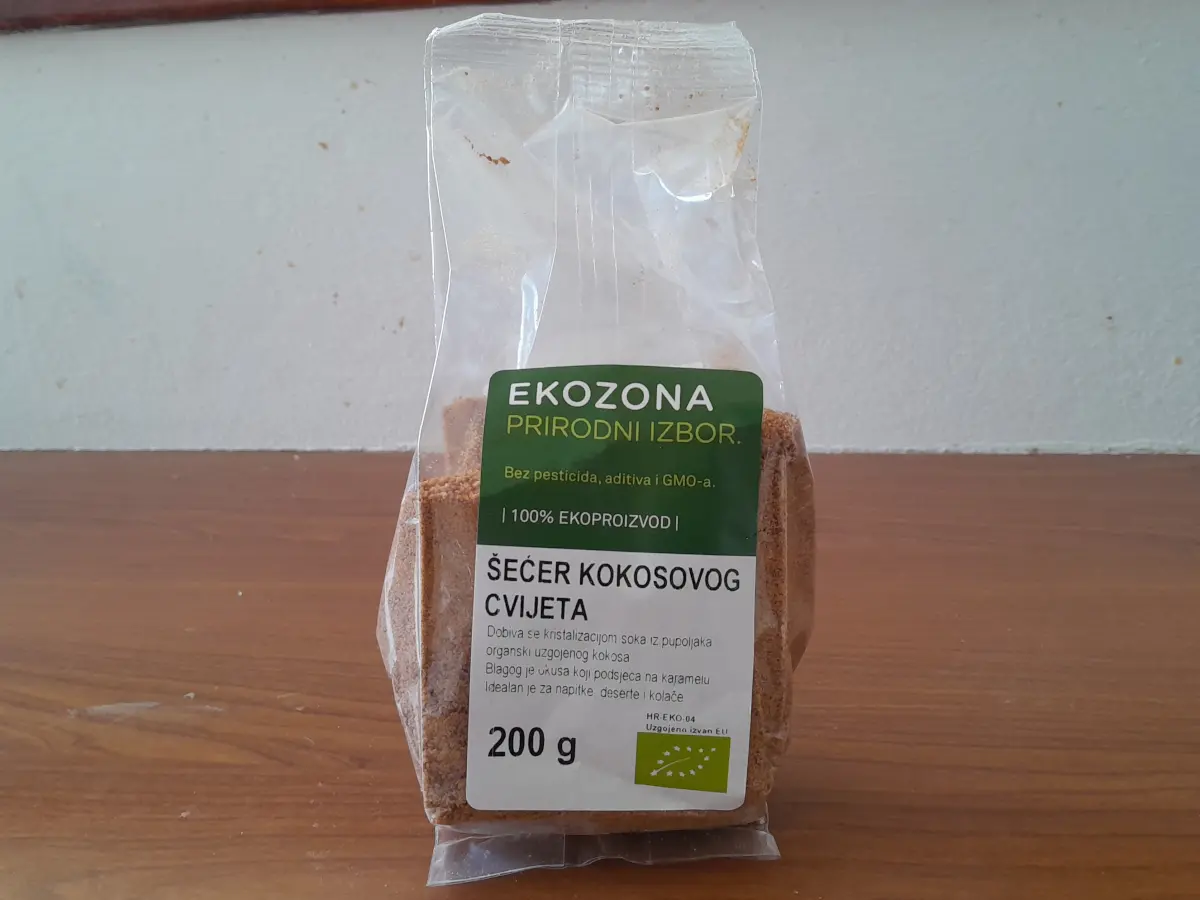 EKOZONA
PRIRODNI IZBOR.
Bez pesticida, aditiva i GMO-a.
| 100% EKOPROIZVOD |
ŠEĆER KOKOSOVOG
CVIJETA
Dobiva se kristalizacijom soka iz pupoljaka
organski uzgojenog kokosa
Blagog je okusa koji podsjeća na karamelu
Idealan je za napitke deserte i kolače
200 g
HR-EKO-04
Uzgojeno izvan EU